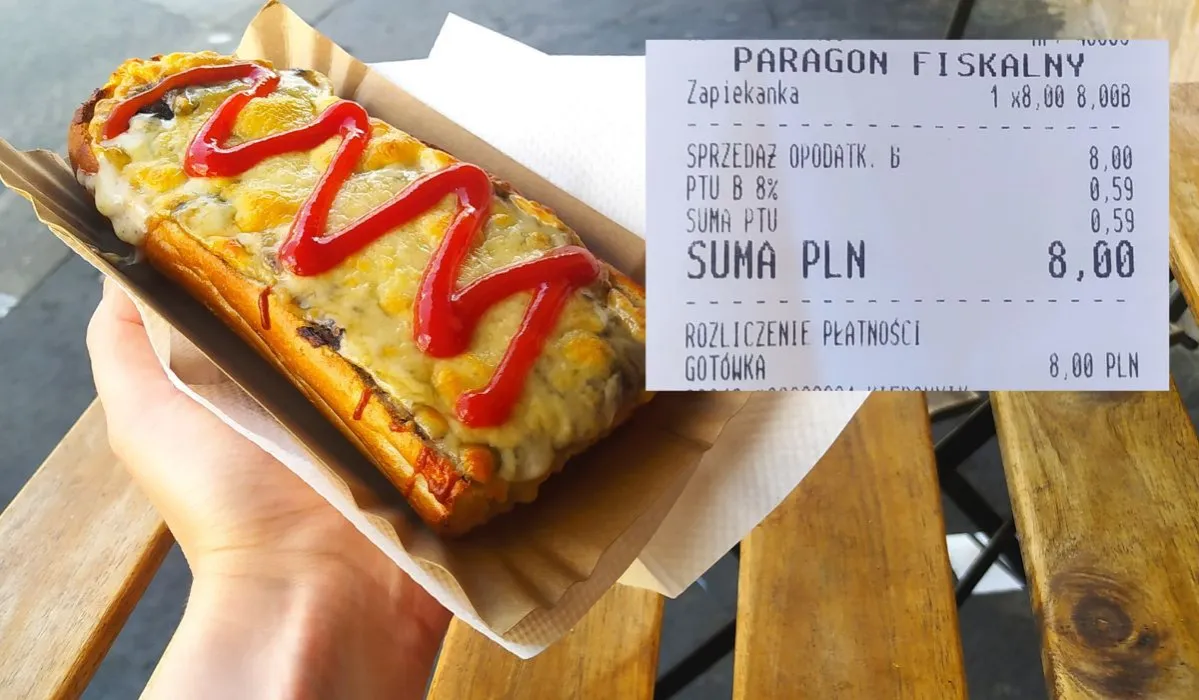 PARAGON FISKALNY
Zapiekanka 1 x8,00 8,00B
SPRZEDAŻ OPODATK. B 8,00
PTU B 8% 0,59
SUMA PTU 0,59
SUMA PLN 8,00
ROZLICZENIE PŁATNOŚCI
GOTÓWKA 8,00 PLN